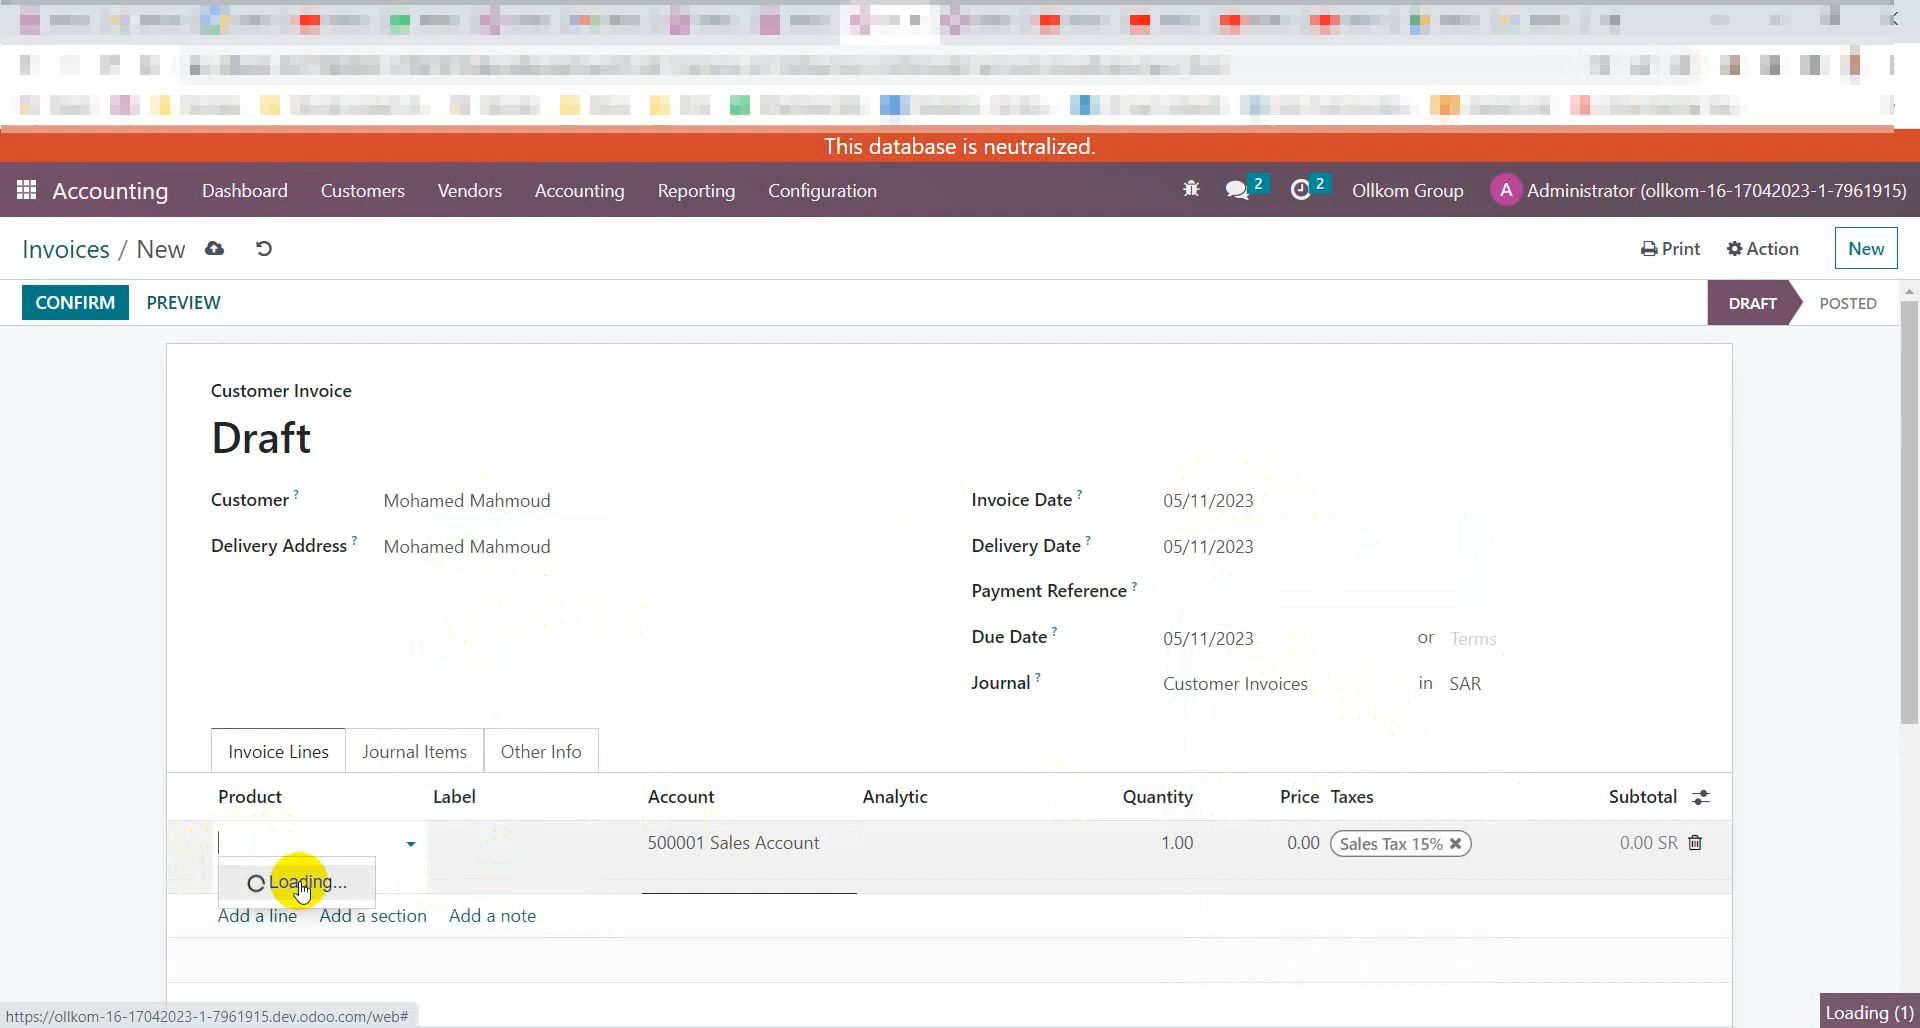 This database is neutralized.
Accounting Dashboard Customers Vendors Accounting Reporting Configuration 2 2 Ollkom Group A Administrator (ollkom-16-17042023-1-7961915)
Invoices / New Print Action New
CONFIRM PREVIEW DRAFT POSTED
Customer Invoice
Draft
Customer ? Mohamed Mahmoud Invoice Date ? 05/11/2023
Delivery Address ? Mohamed Mahmoud Delivery Date ? 05/11/2023
Payment Reference ?
Due Date ? 05/11/2023 or Terms
Journal ? Customer Invoices in SAR
Invoice Lines Journal Items Other Info
Product Label Account Analytic Quantity Price Taxes Subtotal
500001 Sales Account 1.00 0.00 Sales Tax 15% 0.00 SR
Loading...
Add a line Add a section Add a note
https://ollkom-16-17042023-1-7961915.dev.odoo.com/web#
Loading (1)